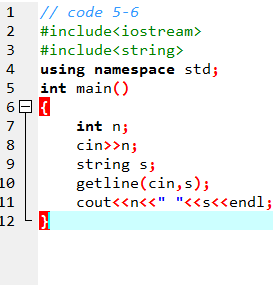 1 // code 5-6
2 #include<iostream>
3 #include<string>
4 using namespace std;
5 int main()
6 {
7 int n;
8 cin>>n;
9 string s;
10 getline(cin,s);
11 cout<<n<<" "<<s<<endl;
12 }